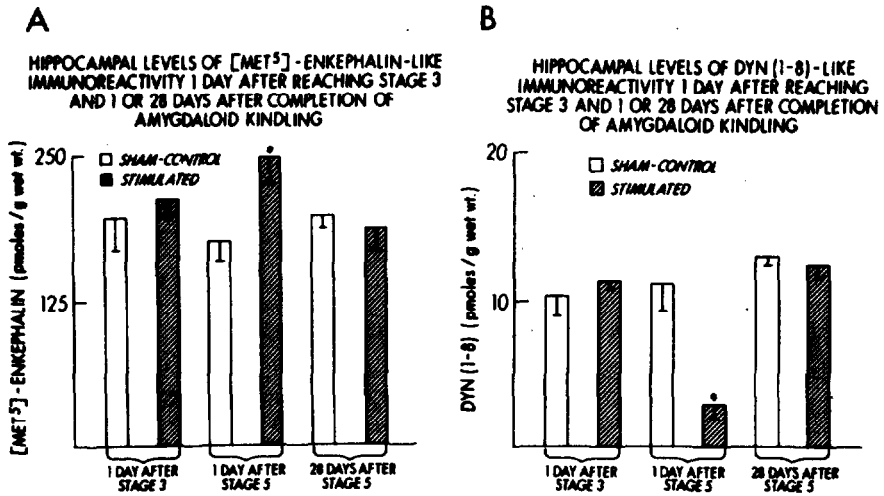 A
HIPPOCAMPAL LEVELS OF [MET⁵]-ENKEPHALIN-LIKE
IMMUNOREACTIVITY 1 DAY AFTER REACHING STAGE 3
AND 1 OR 28 DAYS AFTER COMPLETION OF
AMYGDALOID KINDLING
[MET⁵]-ENKEPHALIN (pmoles/g wet wt.)
250
125
SHAM-CONTROL
STIMULATED
*
1 DAY AFTER
STAGE 3
1 DAY AFTER
STAGE 5
28 DAYS AFTER
STAGE 5
B
HIPPOCAMPAL LEVELS OF DYN (1-8)-LIKE
IMMUNOREACTIVITY 1 DAY AFTER REACHING
STAGE 3 AND 1 OR 28 DAYS AFTER COMPLETION
OF AMYGDALOID KINDLING
DYN (1-8) (pmoles/g wet wt.)
20
10
SHAM-CONTROL
STIMULATED
*
1 DAY AFTER
STAGE 3
1 DAY AFTER
STAGE 5
28 DAYS AFTER
STAGE 5